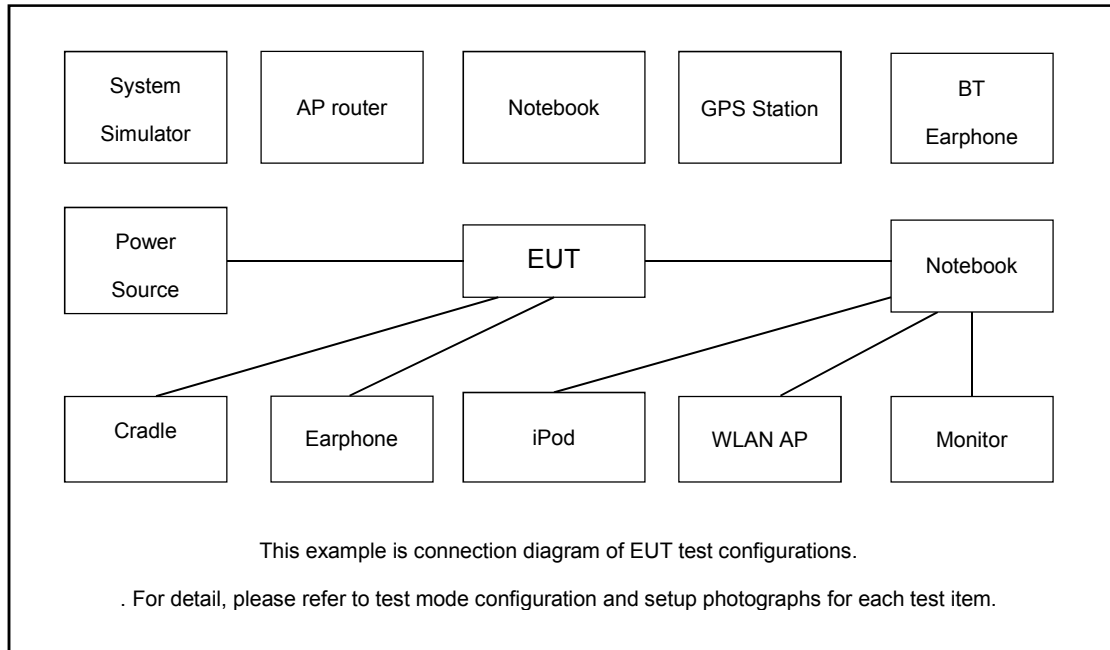 System
Simulator
AP router
Notebook
GPS Station
BT
Earphone
Power
Source
EUT
Notebook
Cradle
Earphone
iPod
WLAN AP
Monitor
This example is connection diagram of EUT test configurations.
. For detail, please refer to test mode configuration and setup photographs for each test item.